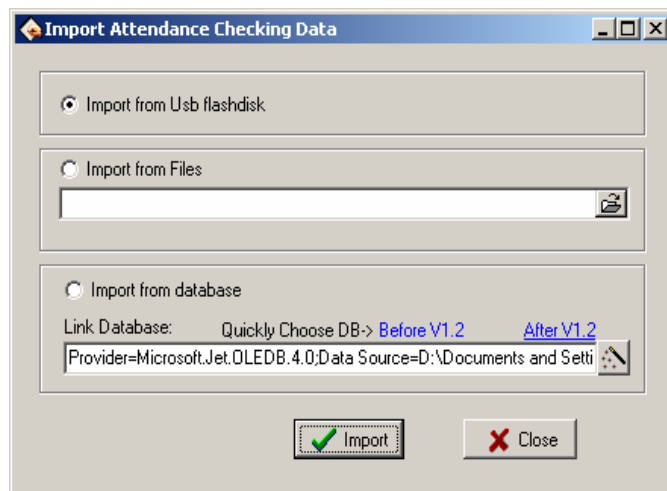 Import Attendance Checking Data
Import from Usb flashdisk
Import from Files
Import from database
Link Database: Quickly Choose DB-> Before V1.2 After V1.2
Provider=Microsoft.Jet.OLEDB.4.0;Data Source=D:\Documents and Setti
Import Close